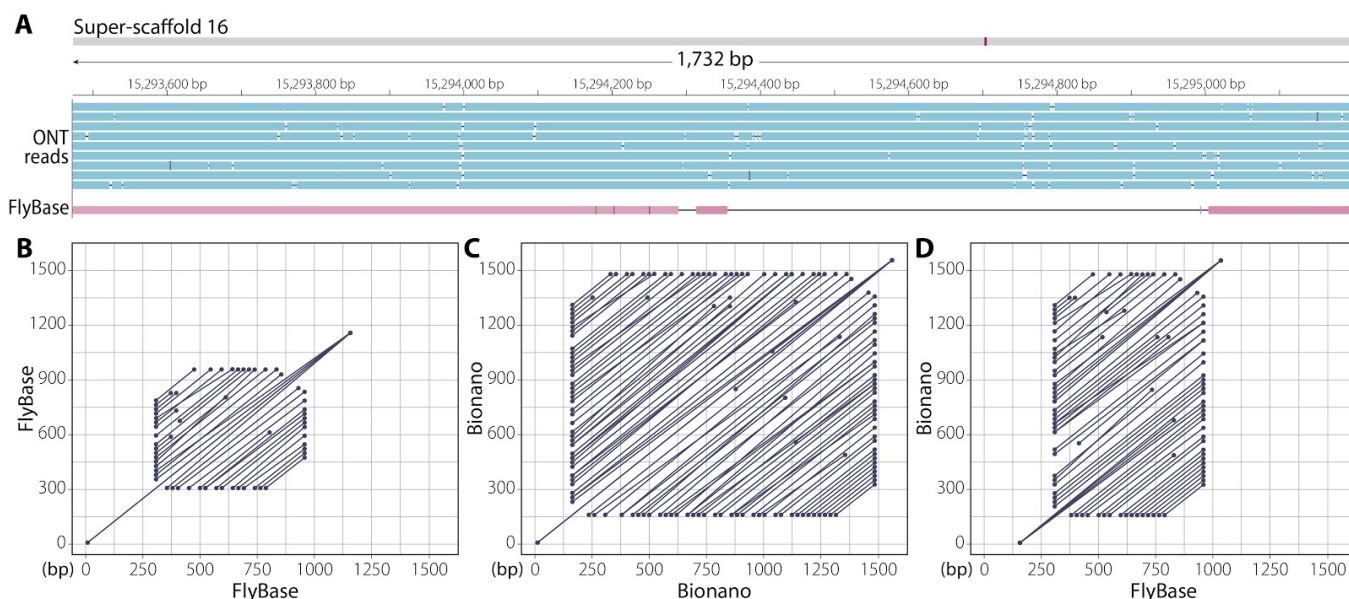 A
Super-scaffold 16
1,732 bp
15,293,600 bp 15,293,800 bp 15,294,000 bp 15,294,200 bp 15,294,400 bp 15,294,600 bp 15,294,800 bp 15,295,000 bp
ONT
reads
FlyBase
B C D
1500 1500 1500
1200 1200 1200
900 900 900
600 600 600
300 300 300
0 0 0
FlyBase Bionano Bionano
(bp) 0 250 500 750 1000 1250 1500 (bp) 0 250 500 750 1000 1250 1500 (bp) 0 250 500 750 1000 1250 1500
FlyBase Bionano FlyBase